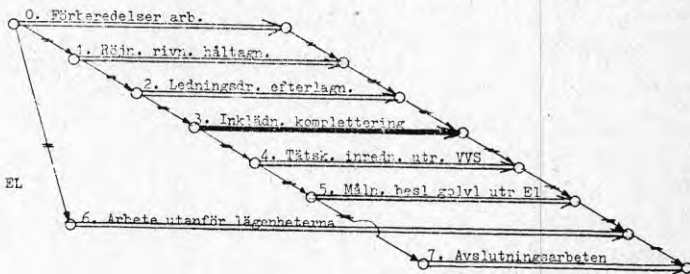 0. Förberedelser arb.
1. Röjn. rivn. håltagn.
2. Ledningsdr. efterlagn.
3. Inklädn. komplettering
4. Tätsk. inredn. utr. VVS
5. Måln. besl golvl utr El
EL
6. Arbete utanför lägenheterna
7. Avslutningsarbeten